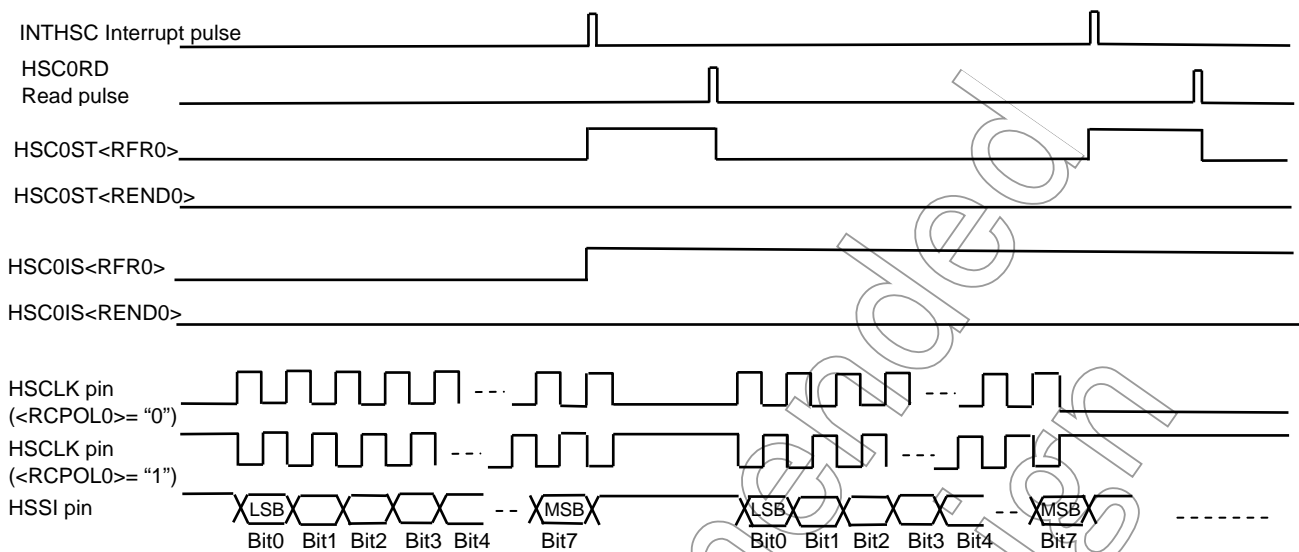 INTHSC Interrupt pulse
HSC0RD
Read pulse
HSC0ST<RFR0>
HSC0ST<REND0>
HSC0IS<RFR0>
HSC0IS<REND0>
HSCLK pin
(<RCPOL0>= “0”)
HSCLK pin
(<RCPOL0>= “1”)
HSSI pin
LSB MSB LSB MSB
Bit0 Bit1 Bit2 Bit3 Bit4 Bit7 Bit0 Bit1 Bit2 Bit3 Bit4 Bit7